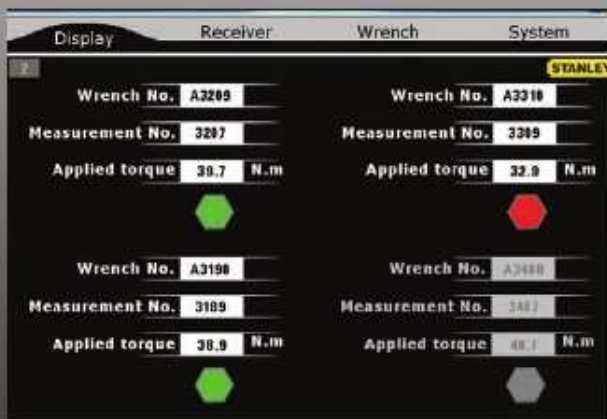 Display Receiver Wrench System
? STANLEY
Wrench No. A3209
Measurement No. 3207
Applied torque 39.7 N.m
Wrench No. A3310
Measurement No. 3309
Applied torque 32.9 N.m
Wrench No. A3190
Measurement No. 3189
Applied torque 38.9 N.m
Wrench No.
Measurement No.
Applied torque N.m